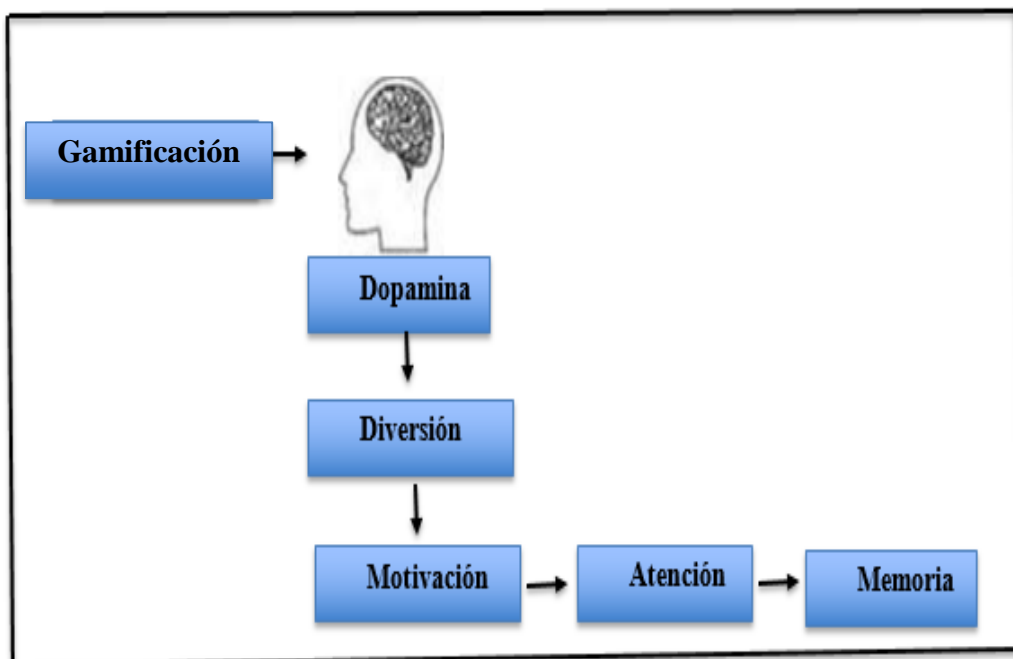 Gamificación
Dopamina
Diversión
Motivación
Atención
Memoria